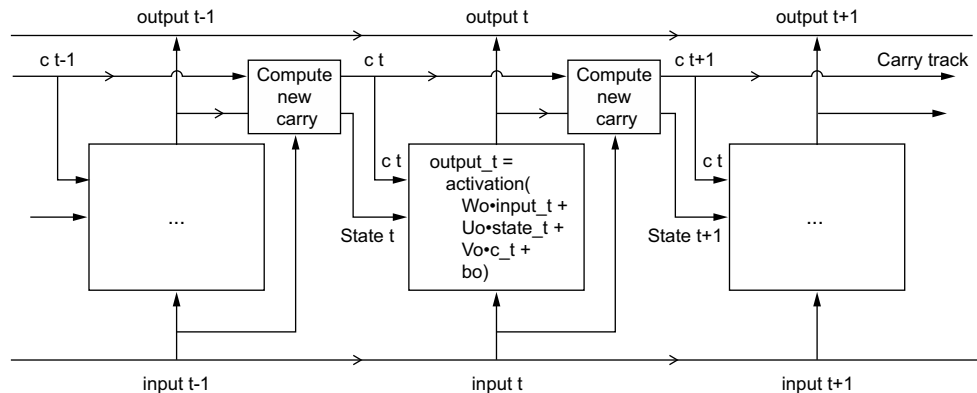 output t-1
output t
output t+1
c t-1
Compute
new
carry
c t
Compute
new
carry
c t+1
Carry track
...
c t
State t
output_t =
activation(
Wo•input_t +
Uo•state_t +
Vo•c_t +
bo)
c t
State t+1
...
input t-1
input t
input t+1